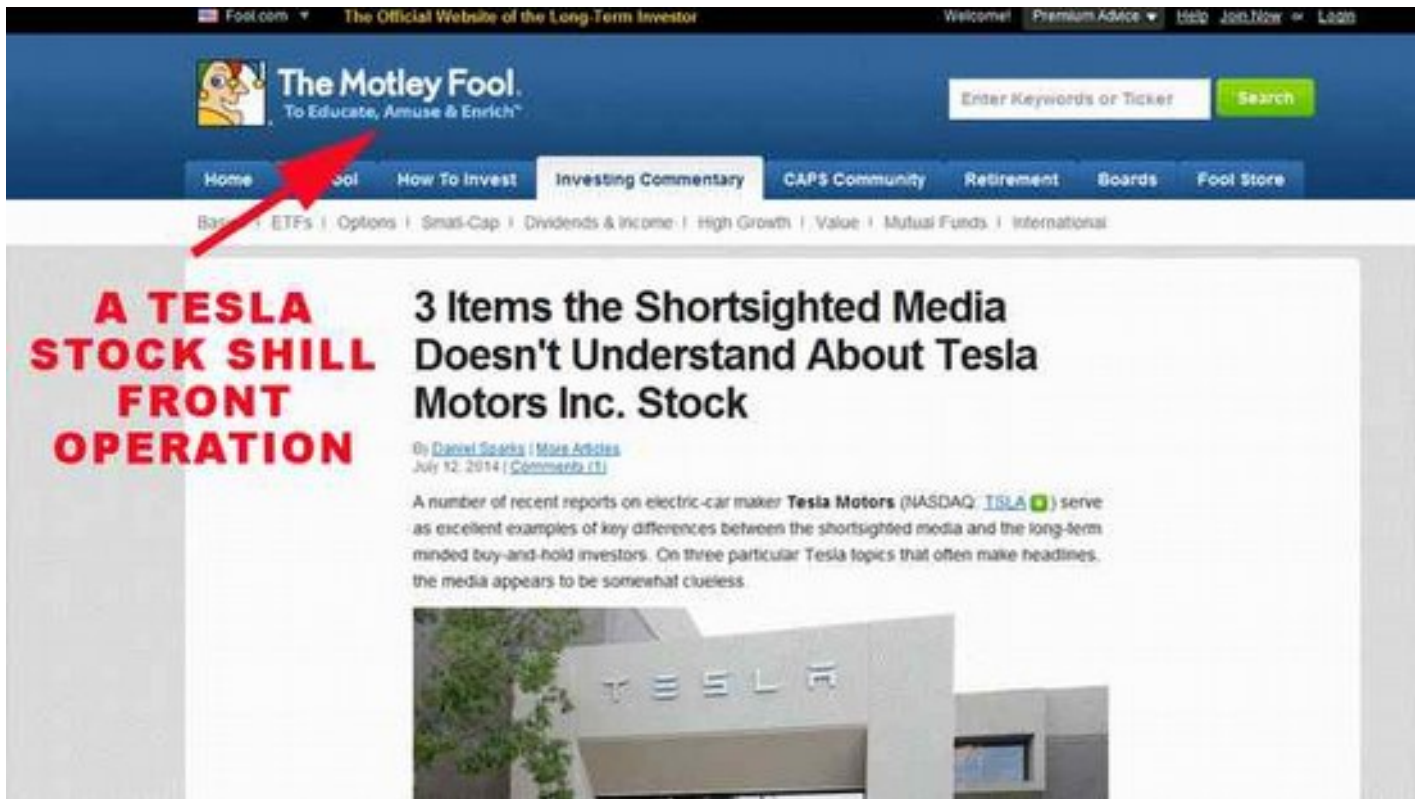 Fool.com ▼ The Official Website of the Long-Term Investor Welcome! Premium Advice ▼ Help Join Now or Login
The Motley Fool.
To Educate, Amuse & Enrich™
Enter Keywords or Ticker Search
Home ool How To Invest Investing Commentary CAPS Community Retirement Boards Fool Store
ETFs | Options | Small-Cap | Dividends & Income | High Growth | Value | Mutual Funds | International
A TESLA
STOCK SHILL
FRONT
OPERATION
3 Items the Shortsighted Media
Doesn't Understand About Tesla
Motors Inc. Stock
By Daniel Sparks | More Articles
July 12, 2014 | Comments (1)
A number of recent reports on electric-car maker Tesla Motors (NASDAQ: TSLA) serve
as excellent examples of key differences between the shortsighted media and the long-term
minded buy-and-hold investors. On three particular Tesla topics that often make headlines,
the media appears to be somewhat clueless.
TESLA